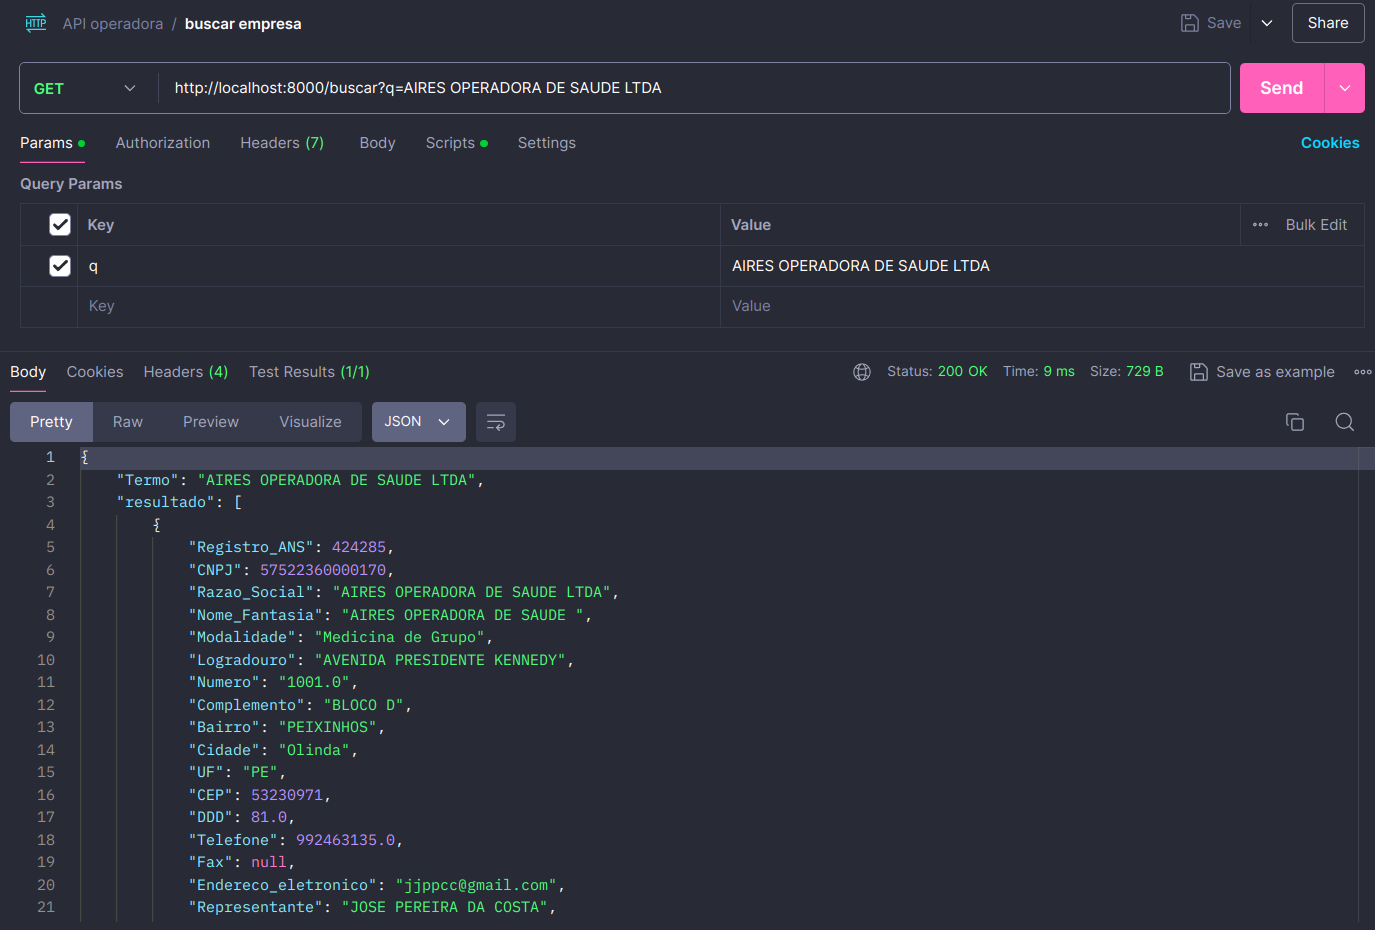 HTTP API operadora / buscar empresa Save Share
GET http://localhost:8000/buscar?q=AIRES OPERADORA DE SAUDE LTDA Send
Params Authorization Headers (7) Body Scripts Settings Cookies
Query Params
Key Value Bulk Edit
q AIRES OPERADORA DE SAUDE LTDA
Key Value
Body Cookies Headers (4) Test Results (1/1) Status: 200 OK Time: 9 ms Size: 729 B Save as example
Pretty Raw Preview Visualize JSON
1 {
2 "Termo": "AIRES OPERADORA DE SAUDE LTDA",
3 "resultado": [
4 {
5 "Registro_ANS": 424285,
6 "CNPJ": 57522360000170,
7 "Razao_Social": "AIRES OPERADORA DE SAUDE LTDA",
8 "Nome_Fantasia": "AIRES OPERADORA DE SAUDE ",
9 "Modalidade": "Medicina de Grupo",
10 "Logradouro": "AVENIDA PRESIDENTE KENNEDY",
11 "Numero": "1001.0",
12 "Complemento": "BLOCO D",
13 "Bairro": "PEIXINHOS",
14 "Cidade": "Olinda",
15 "UF": "PE",
16 "CEP": 53230971,
17 "DDD": 81.0,
18 "Telefone": 992463135.0,
19 "Fax": null,
20 "Endereco_eletronico": "jjppcc@gmail.com",
21 "Representante": "JOSE PEREIRA DA COSTA",